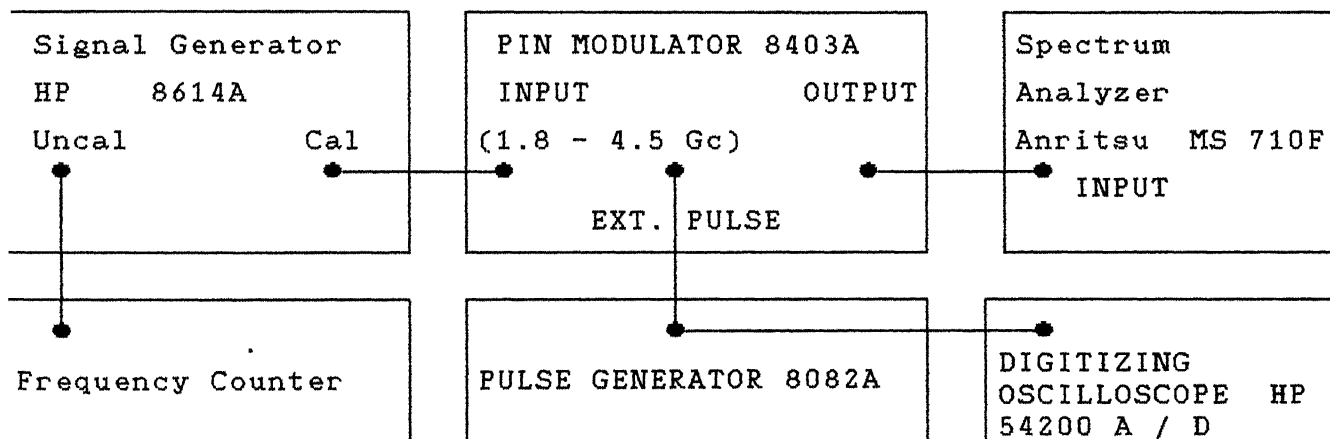 Signal Generator
HP 8614A
Uncal Cal
PIN MODULATOR 8403A
INPUT OUTPUT
(1.8 - 4.5 Gc)
EXT. PULSE
Spectrum
Analyzer
Anritsu MS 710F
INPUT
Frequency Counter
PULSE GENERATOR 8082A
DIGITIZING
OSCILLOSCOPE HP
54200 A / D